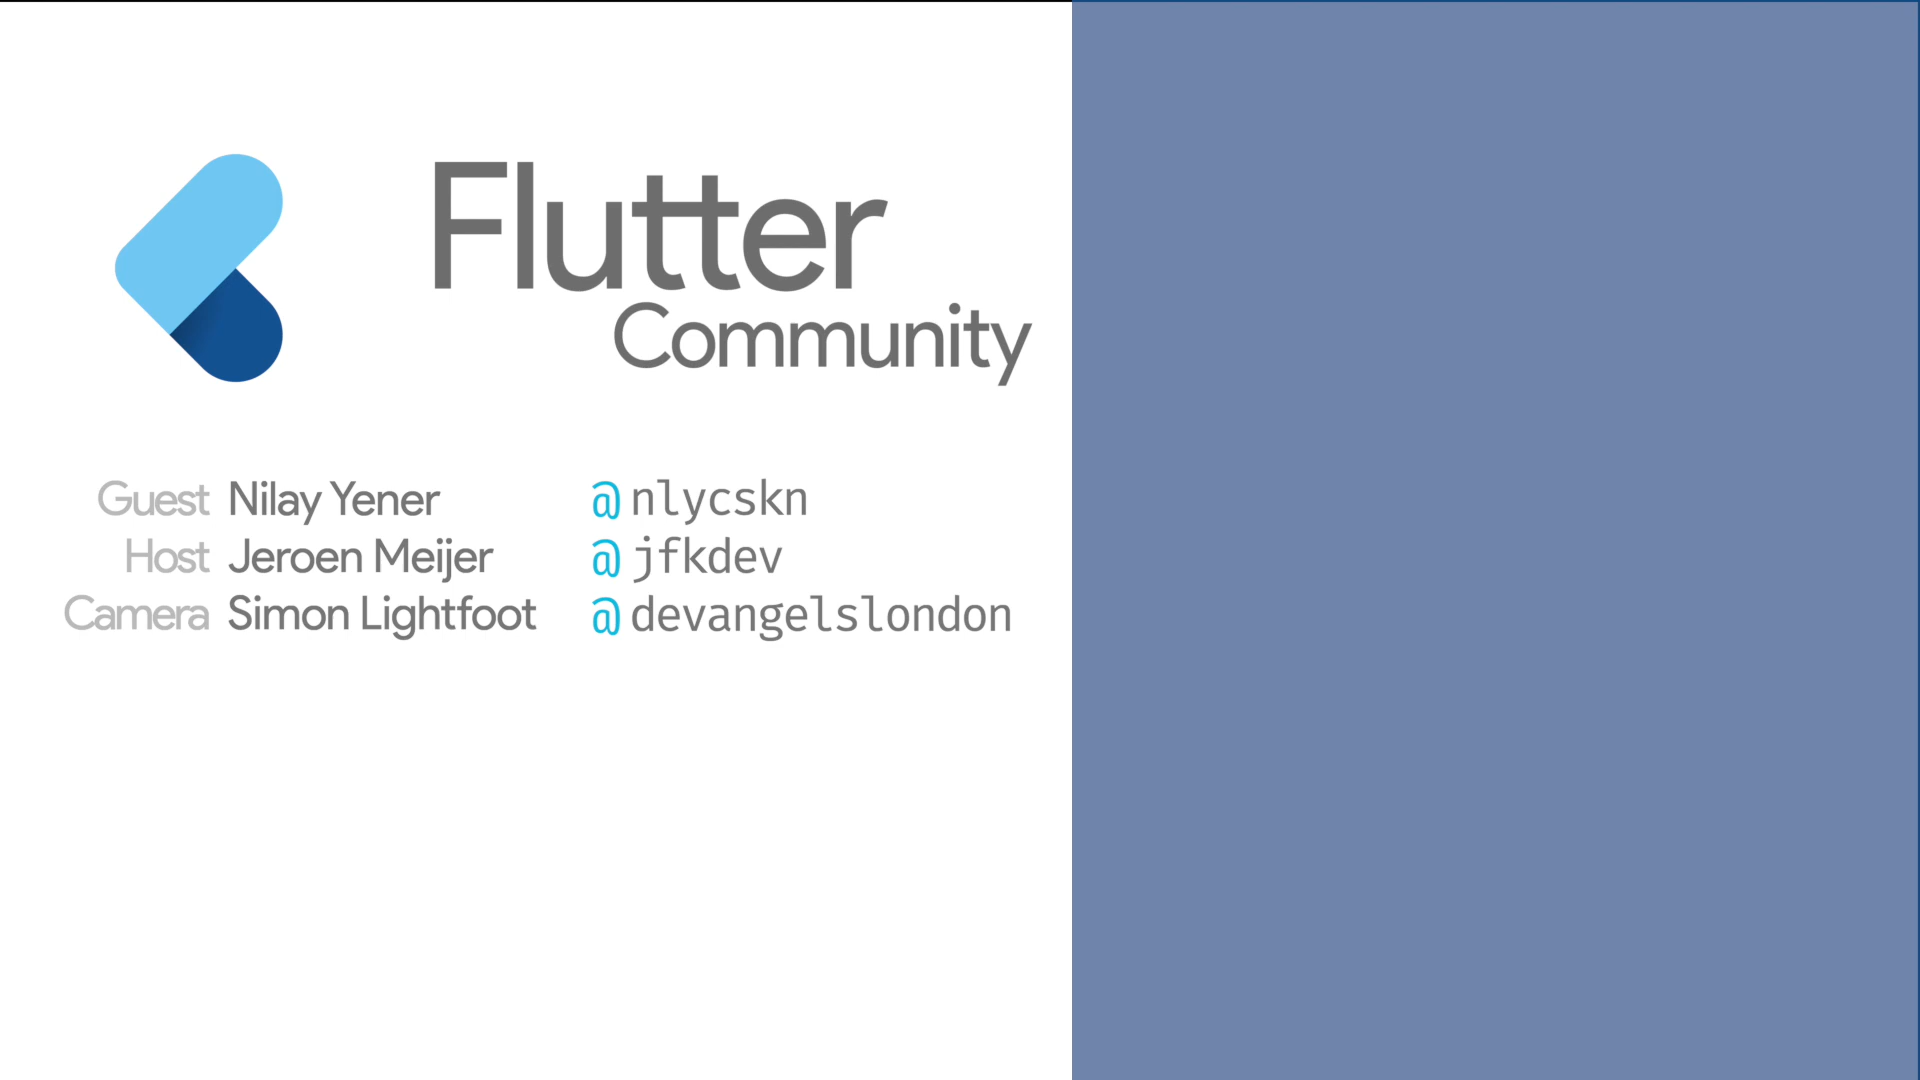 Flutter
Community
Guest Nilay Yener @nlycskn
Host Jeroen Meijer @jfkdev
Camera Simon Lightfoot @devangelslondon